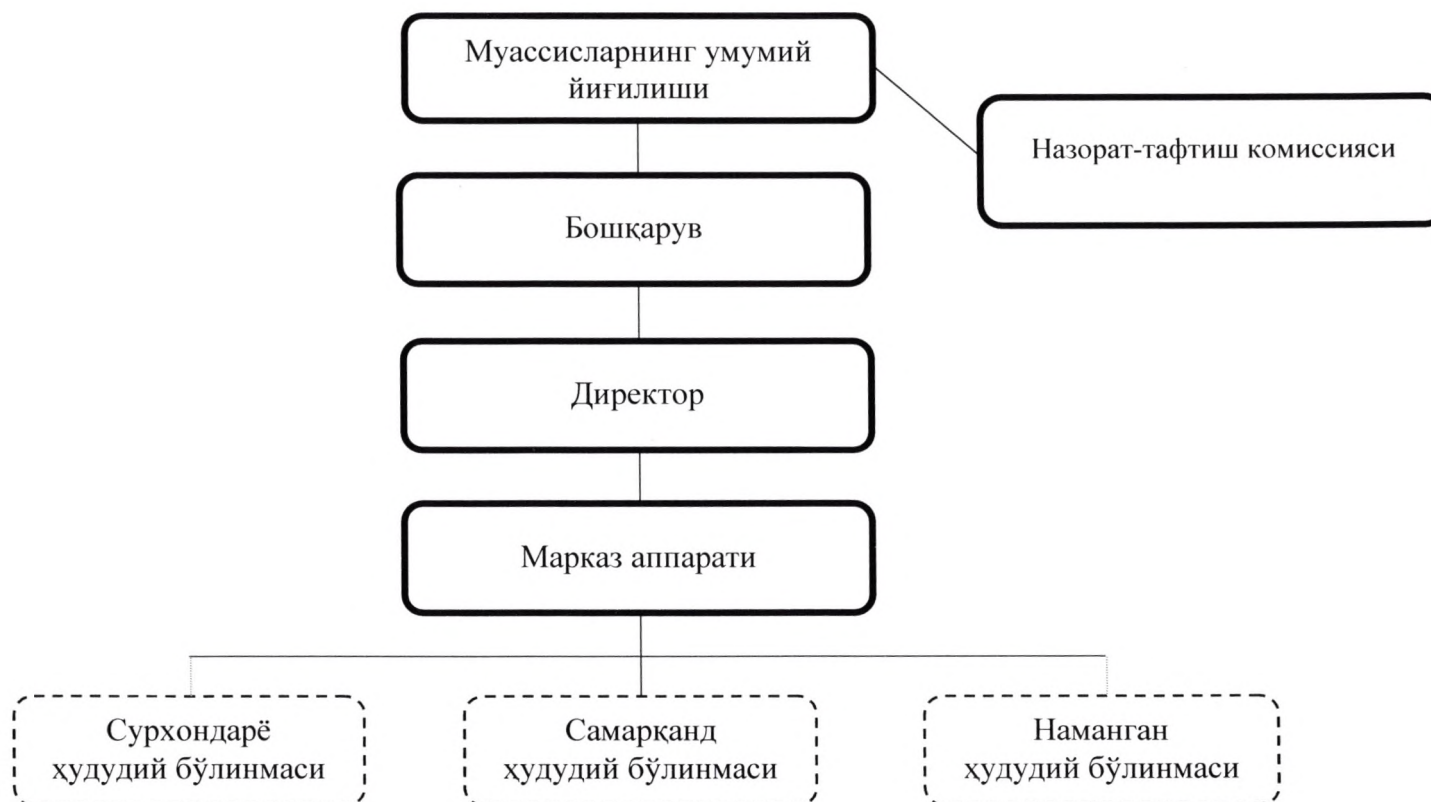 Муассисларнинг умумий
йиғилиши
Назорат-тафтиш комиссияси
Бошқарув
Директор
Марказ аппарати
Сурхондарё
ҳудудий бўлинмаси
Самарқанд
ҳудудий бўлинмаси
Наманган
ҳудудий бўлинмаси